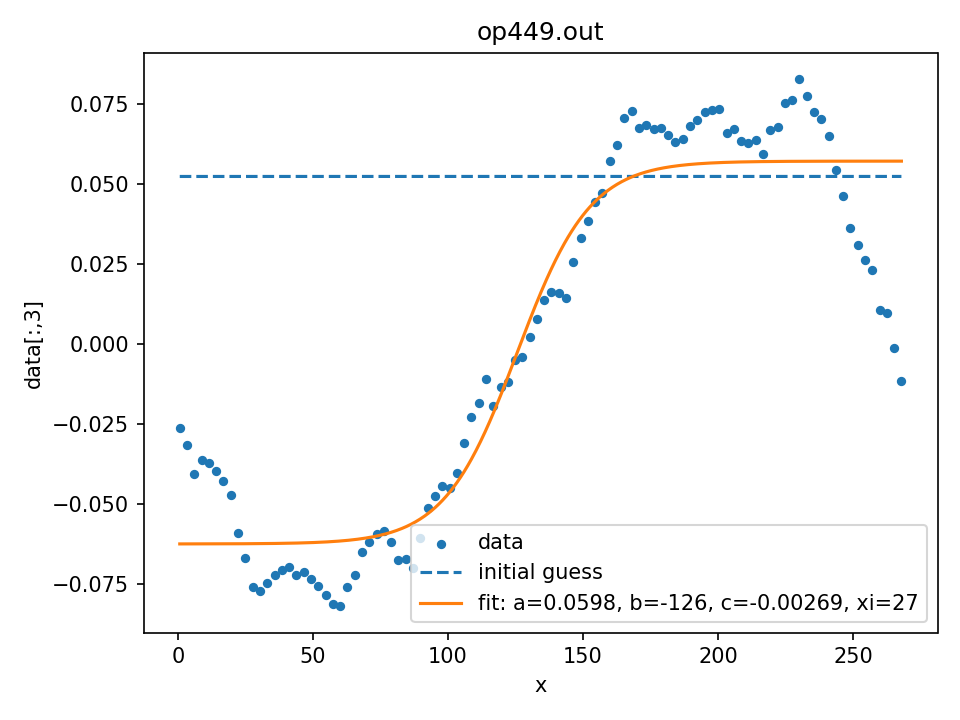 op449.out
data[:,3]
0.075
0.050
0.025
0.000
−0.025
−0.050
−0.075
data
initial guess
fit: a=0.0598, b=-126, c=-0.00269, xi=27
0 50 100 150 200 250
x